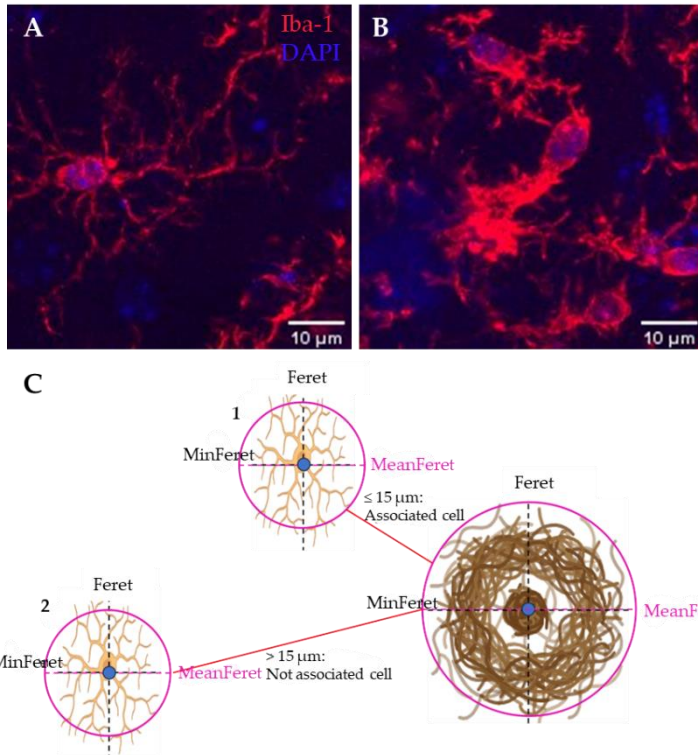 A
Iba-1
DAPI
10 µm
B
10 µm
C
Feret
1
MinFeret
MeanFeret
≤ 15 µm:
Associated cell
Feret
MinFeret
MeanF
Feret
2
MinFeret
MeanFeret
> 15 µm:
Not associated cell